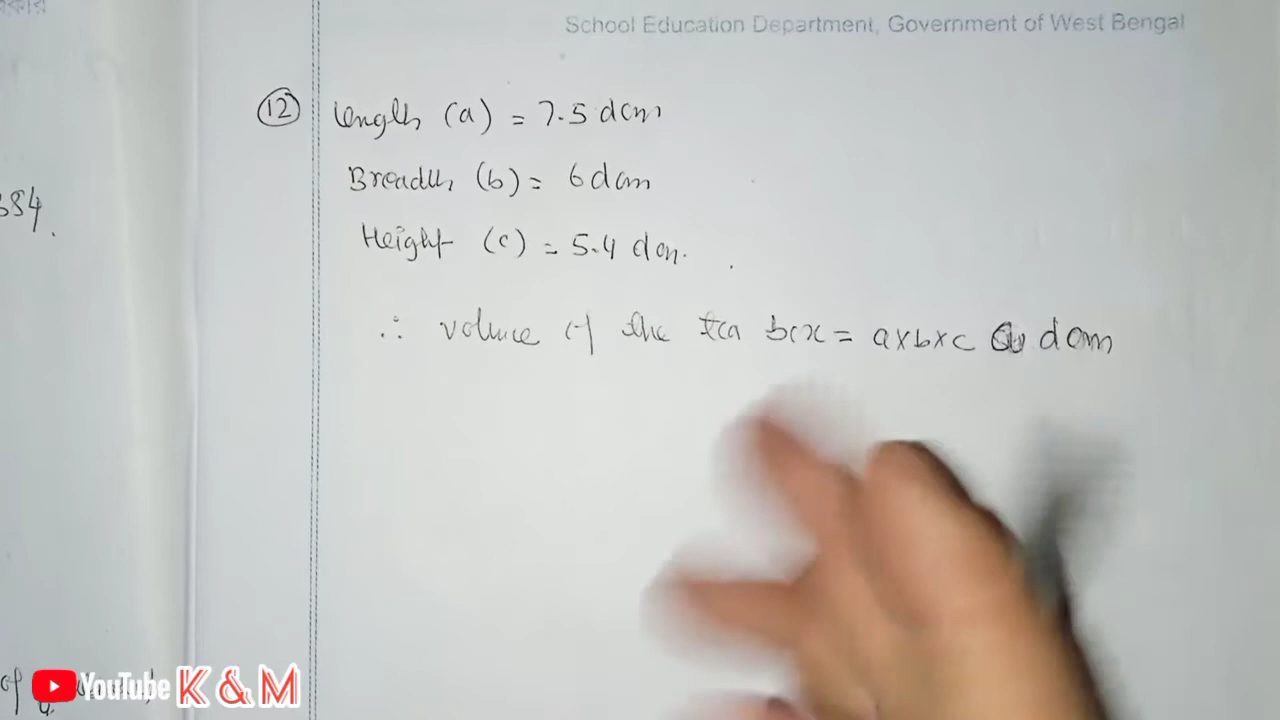 School Education Department, Government of West Bengal
12 Length (a) = 7.5 dcm
384.
Breadth (b) = 6 dcm
Height (c) = 5.4 dcm.
∴ volume of the tea box = a×b×c dcm
of
YouTube K & M